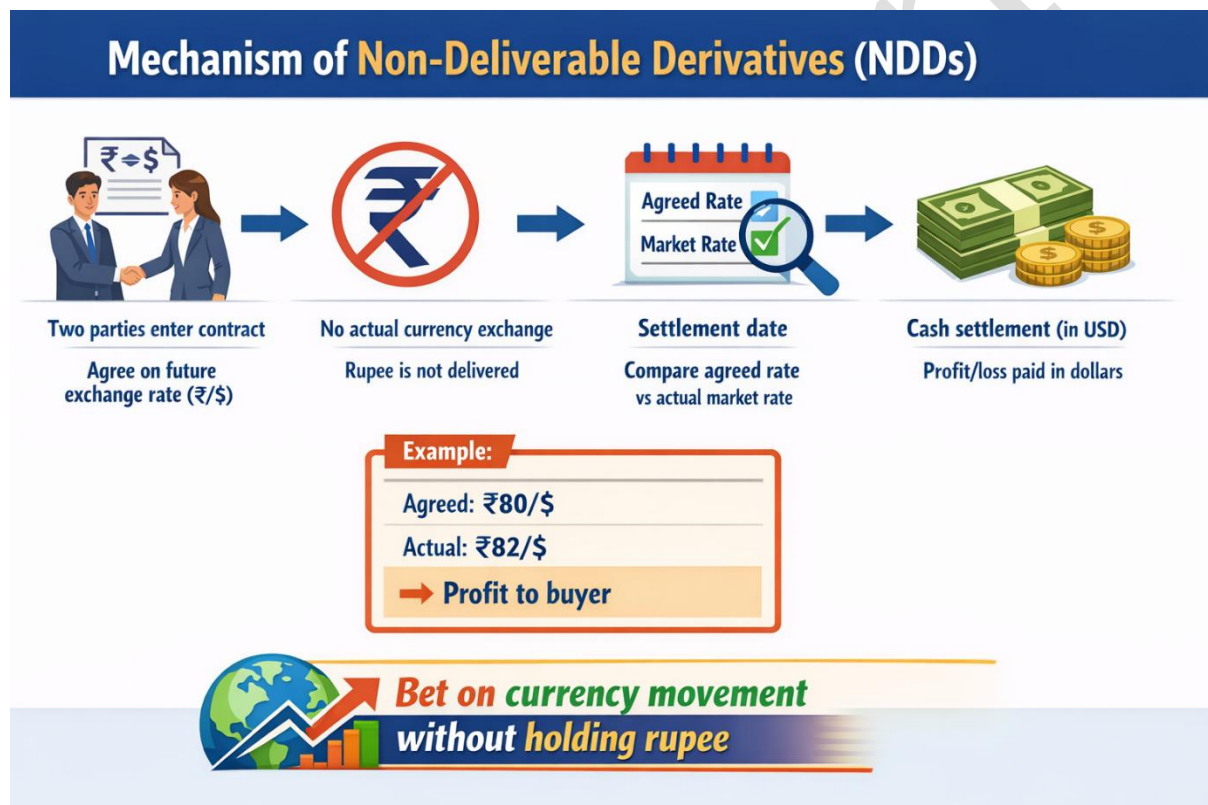 Mechanism of Non-Deliverable Derivatives (NDDs)
₹ $
Two parties enter contract
Agree on future
exchange rate (₹/$)
₹
No actual currency exchange
Rupee is not delivered
Agreed Rate
Market Rate
Settlement date
Compare agreed rate
vs actual market rate
Cash settlement (in USD)
Profit/loss paid in dollars
Example:
Agreed: ₹80/$
Actual: ₹82/$
→ Profit to buyer
Bet on currency movement
without holding rupee